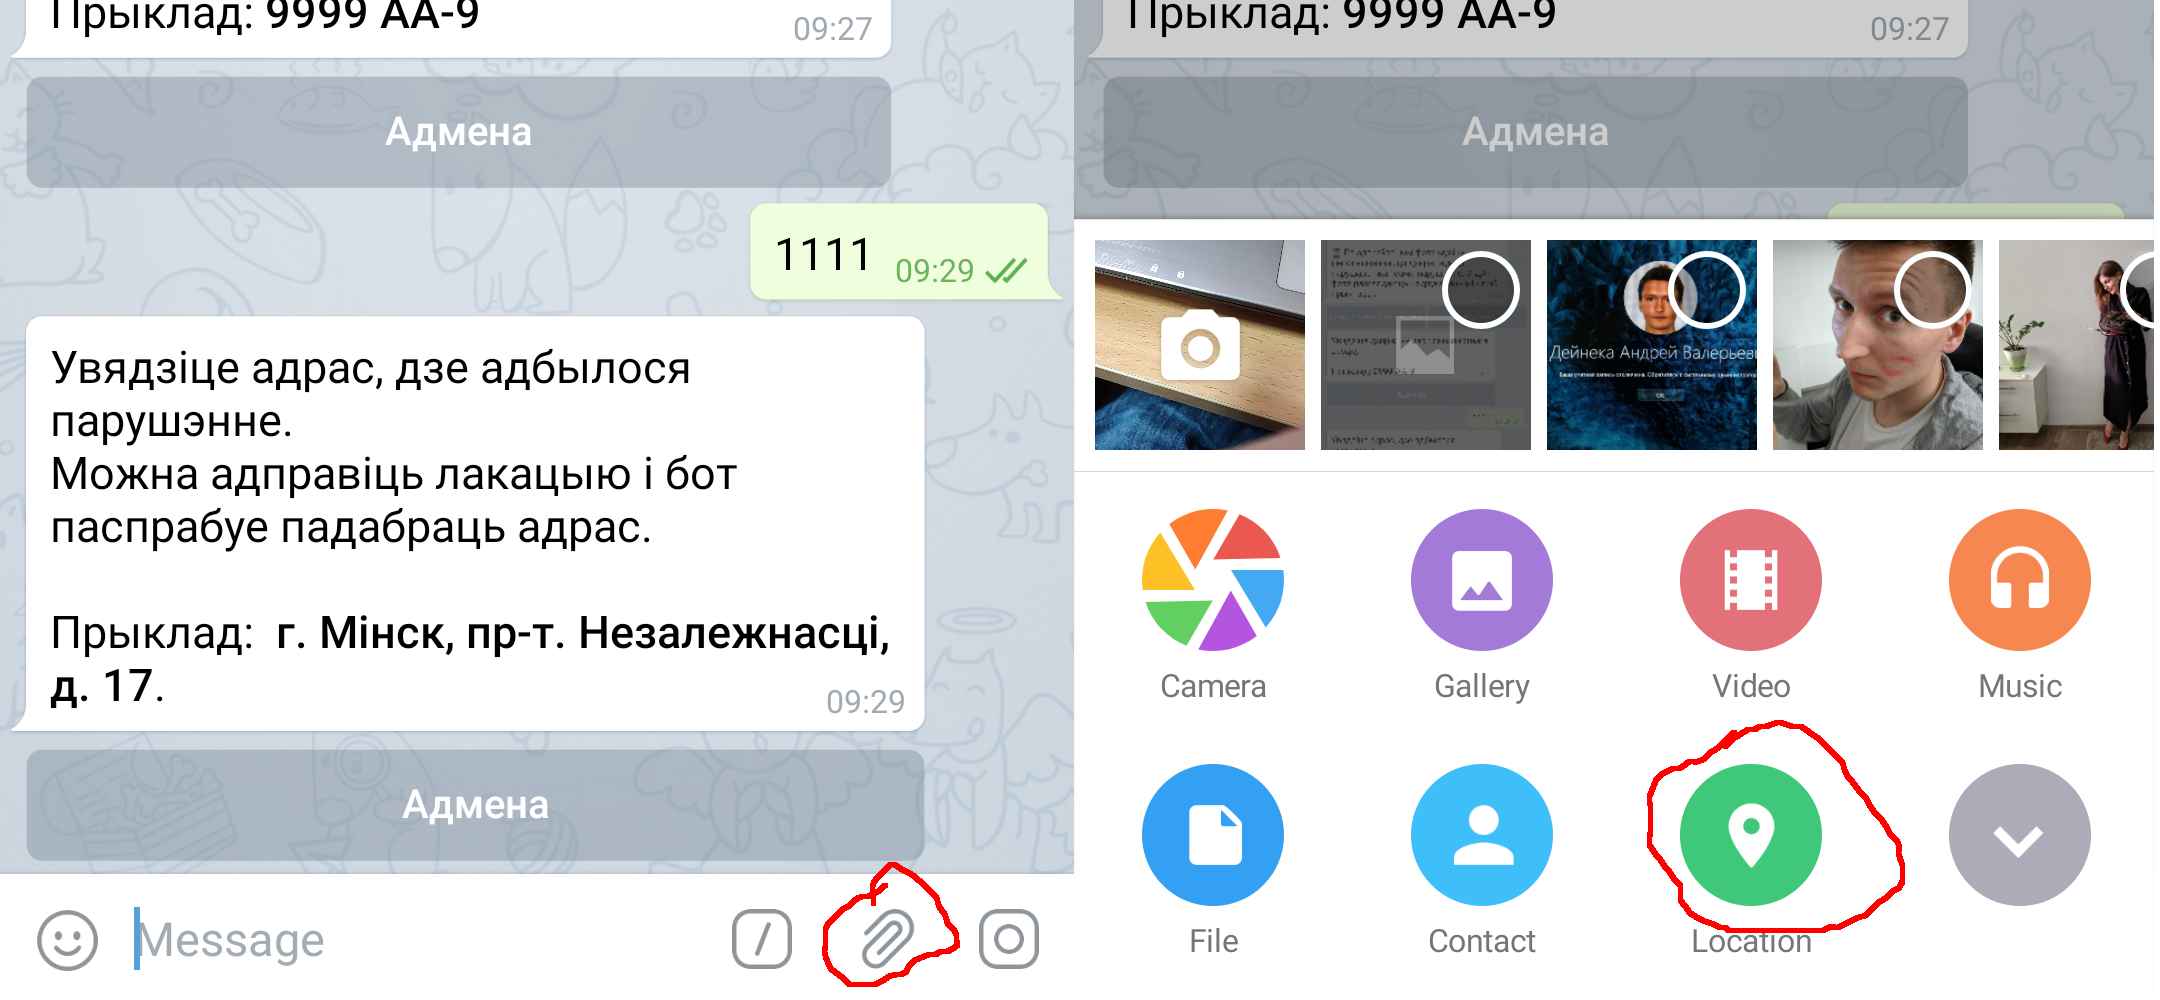 Прыклад: 9999 АА-9
09:27
Адмена
1111
09:29
Увядзіце адрас, дзе адбылося
парушэнне.
Можна адправіць лакацыю і бот
паспрабуе падабраць адрас.
Прыклад: г. Мінск, пр-т. Незалежнасці,
д. 17.
09:29
Адмена
Message
Прыклад: 9999 АА-9
09:27
Адмена
Дейнека Андрей Валерьеви
Camera
Gallery
Video
Music
File
Contact
Location